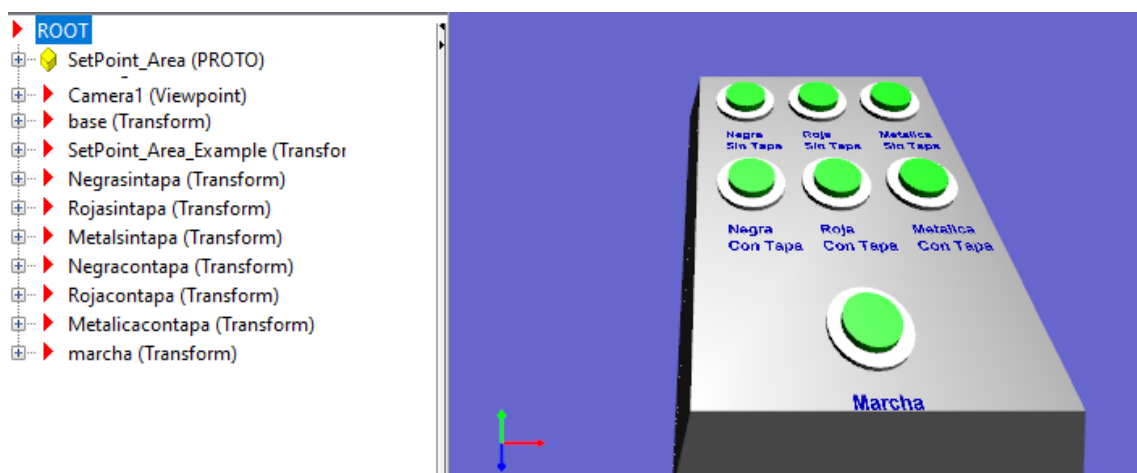 ROOT
SetPoint_Area (PROTO)
Camera1 (Viewpoint)
base (Transform)
SetPoint_Area_Example (Transfor
Negrasintapa (Transform)
Rojasintapa (Transform)
Metalsintapa (Transform)
Negracontapa (Transform)
Rojacontapa (Transform)
Metalicacontapa (Transform)
marcha (Transform)
Negra
Sin Tapa
Roja
Sin Tapa
Metalica
Sin Tapa
Negra
Con Tapa
Roja
Con Tapa
Metalica
Con Tapa
Marcha